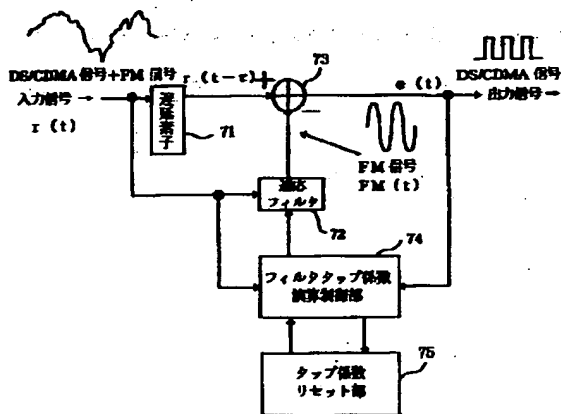 DS/CDMA 信号+FM 信号
入力信号
r (t)
遅延素子
71
r (t-τ)
+
73
−
e (t)
DS/CDMA 信号
出力信号
FM 信号
FM (t)
適応
フィルタ
72
74
フィルタタップ係数
演算制御部
75
タップ係数
リセット部